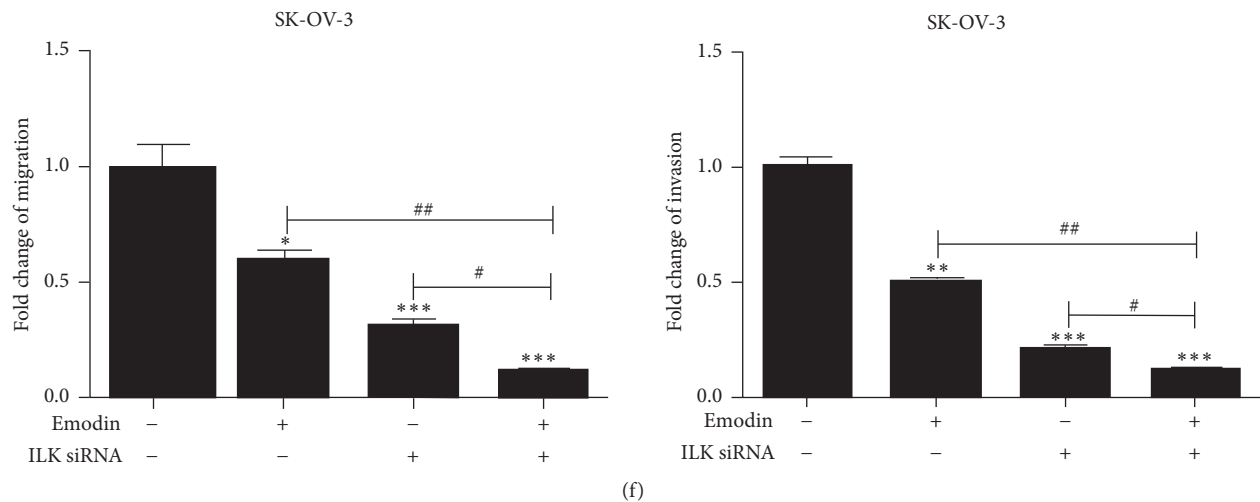 SK-OV-3
1.5
1.0
0.5
0.0
Fold change of migration
*
***
***
##
#
Emodin − + − +
ILK siRNA − − + +
SK-OV-3
1.5
1.0
0.5
0.0
Fold change of invasion
**
***
***
##
#
Emodin − + − +
ILK siRNA − − + +
(f)